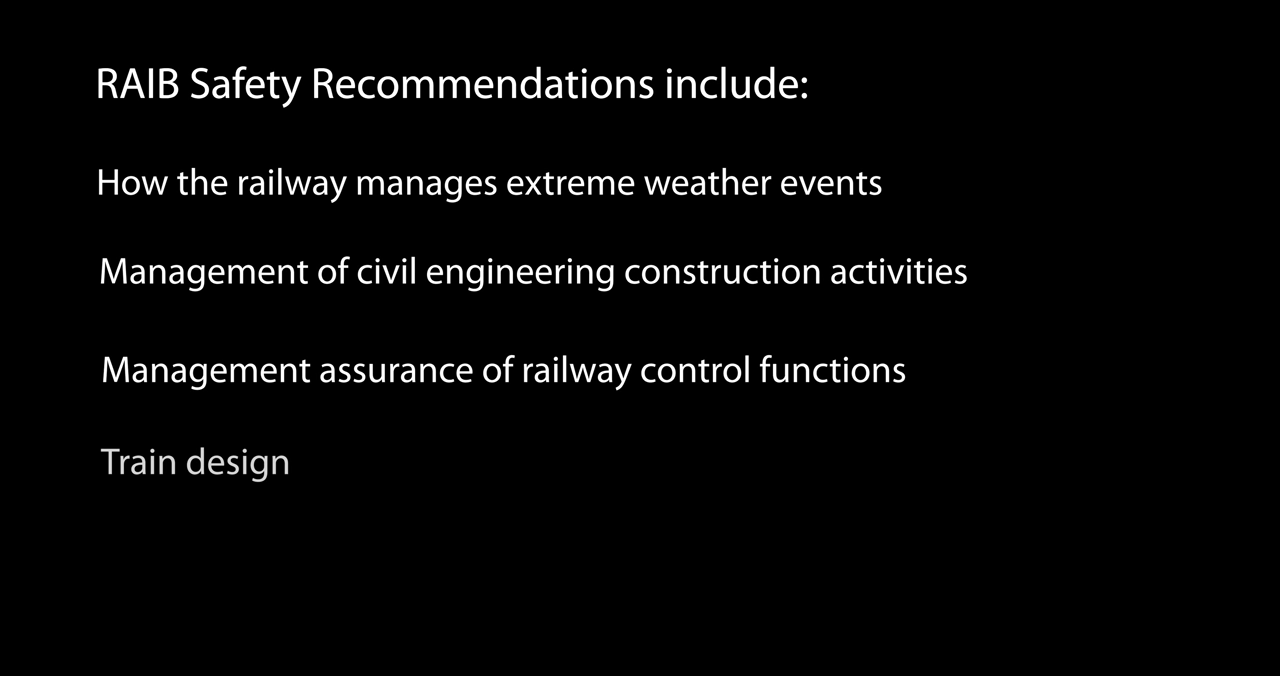 RAIB Safety Recommendations include:
How the railway manages extreme weather events
Management of civil engineering construction activities
Management assurance of railway control functions
Train design